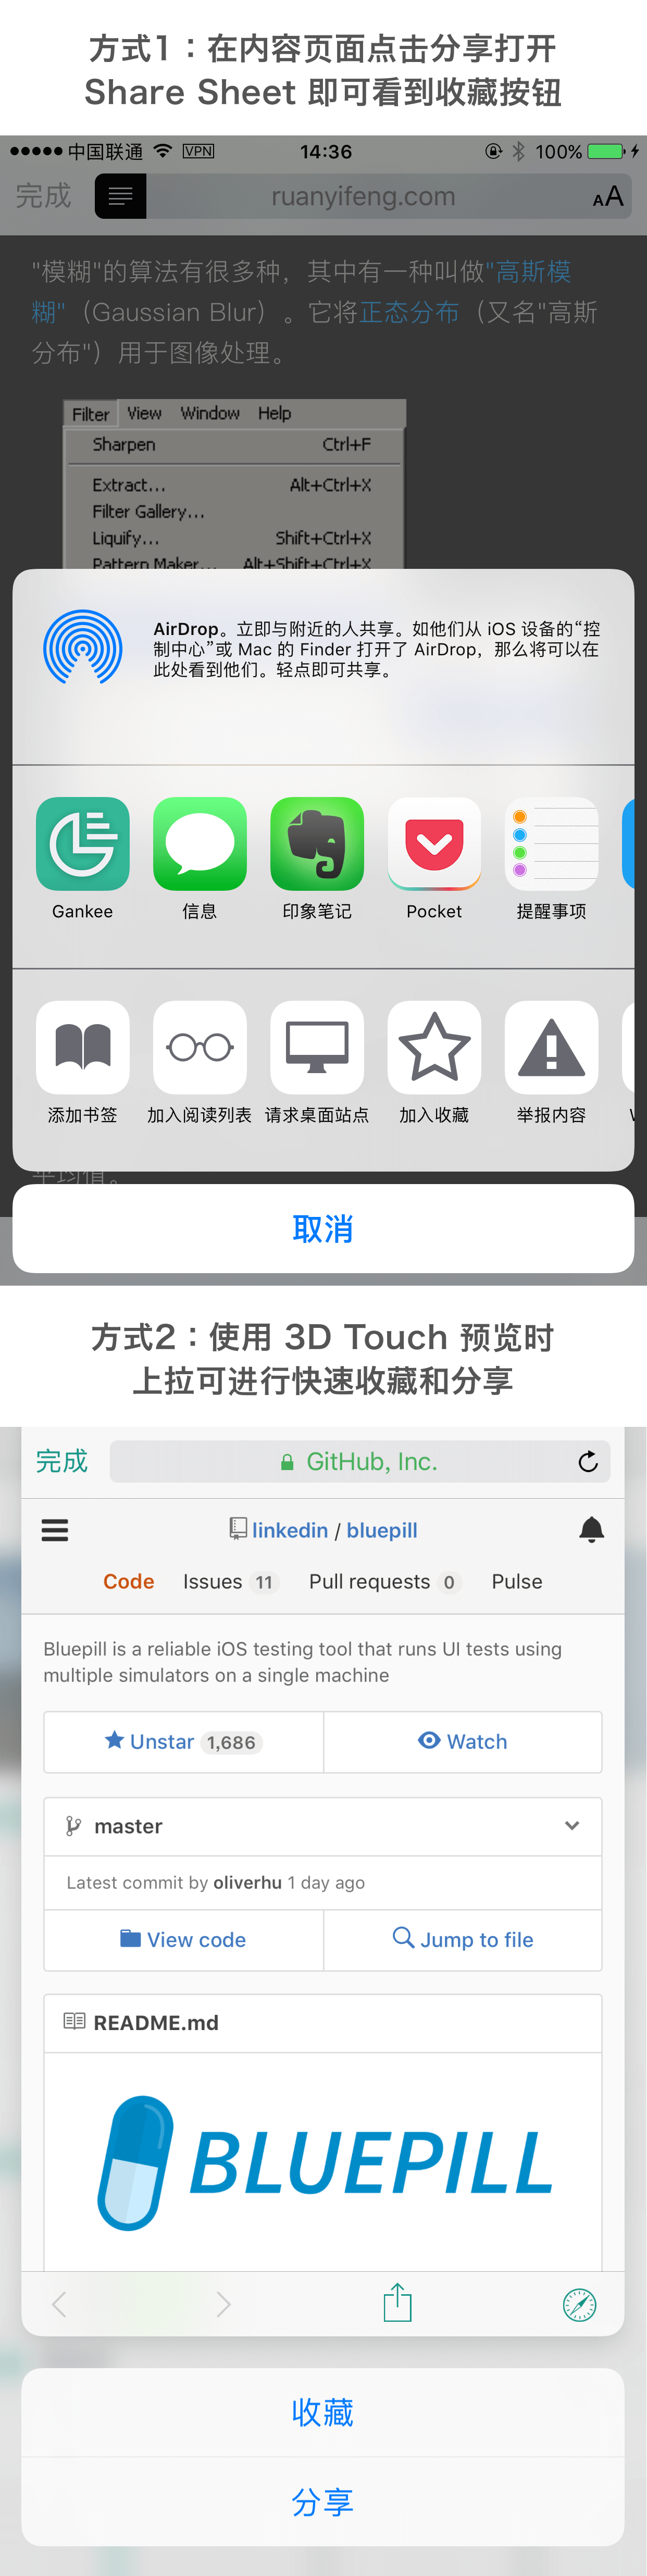 方式1：在内容页面点击分享打开
Share Sheet 即可看到收藏按钮
中国联通 VPN 14:36 100%
完成 ruanyifeng.com AA
"模糊"的算法有很多种，其中有一种叫做"高斯模
糊"（Gaussian Blur）。它将正态分布（又名"高斯
分布"）用于图像处理。
Filter View Window Help
Sharpen Ctrl+F
Extract... Alt+Ctrl+X
Filter Gallery...
Liquify... Shift+Ctrl+X
Pattern Maker... Alt+Shift+Ctrl+X
AirDrop。立即与附近的人共享。如他们从 iOS 设备的“控
制中心”或 Mac 的 Finder 打开了 AirDrop，那么将可以在
此处看到他们。轻点即可共享。
Gankee 信息 印象笔记 Pocket 提醒事项
添加书签 加入阅读列表 请求桌面站点 加入收藏 举报内容
平均值。
取消
方式2：使用 3D Touch 预览时
上拉可进行快速收藏和分享
完成 GitHub, Inc.
linkedin / bluepill
Code Issues 11 Pull requests 0 Pulse
Bluepill is a reliable iOS testing tool that runs UI tests using
multiple simulators on a single machine
Unstar 1,686 Watch
master
Latest commit by oliverhu 1 day ago
View code Jump to file
README.md
BLUEPILL
收藏
分享